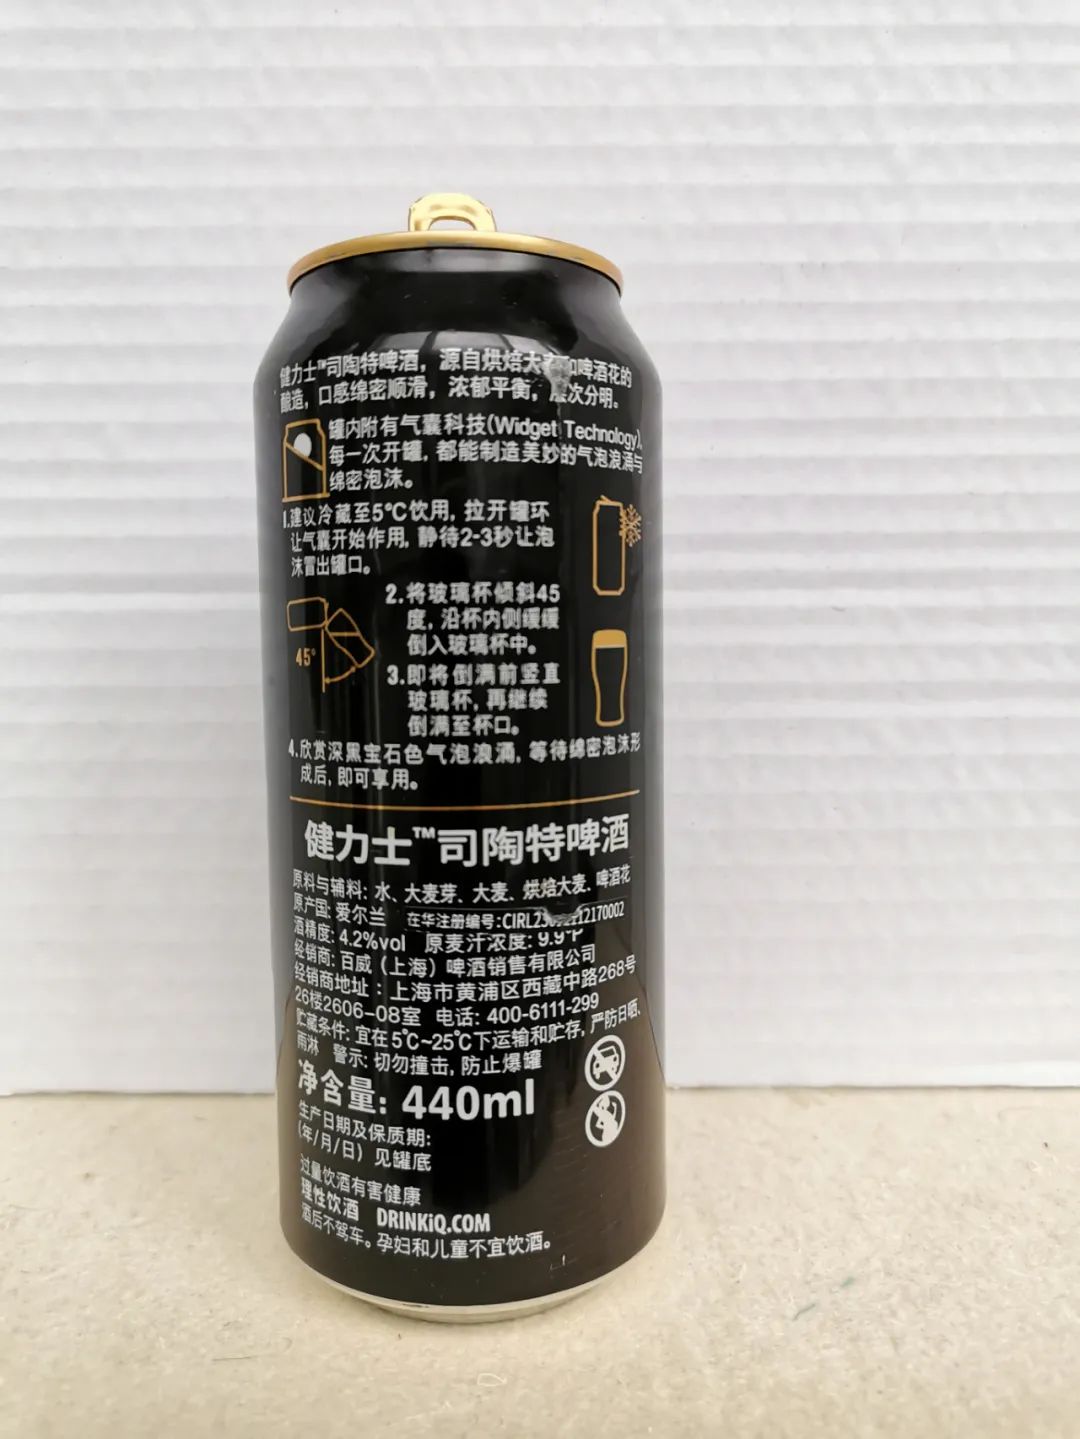 健力士™司陶特啤酒，源自烘焙大麦和啤酒花的
酿造，口感绵密顺滑，浓郁平衡，层次分明。
罐内附有气囊科技(Widget Technology),
每一次开罐，都能制造美妙的气泡浪涌与
绵密泡沫。
1.建议冷藏至5°C饮用, 拉开罐环
让气囊开始作用, 静待2-3秒让泡
沫冒出罐口。
2.将玻璃杯倾斜45
度, 沿杯内侧缓缓
倒入玻璃杯中。
45°
3.即将倒满前竖直
玻璃杯, 再继续
倒满至杯口。
4.欣赏深黑宝石色气泡浪涌, 等待绵密泡沫形
成后, 即可享用。
健力士™司陶特啤酒
原料与辅料: 水、大麦芽、大麦、烘焙大麦、啤酒花
原产国: 爱尔兰 在华注册编号:
酒精度: 4.2%vol 原麦汁浓度: 9.9°P
经销商: 百威（上海）啤酒销售有限公司
经销商地址：上海市黄浦区西藏中路268号
26楼2606-08室 电话: 400-6111-299
贮藏条件: 宜在5℃~25℃下运输和贮存, 严防日晒、
雨淋 警示: 切勿撞击, 防止爆罐
净含量: 440ml
生产日期及保质期:
(年/月/日) 见罐底
过量饮酒有害健康
理性饮酒 DRINKiQ.COM
酒后不驾车。孕妇和儿童不宜饮酒。